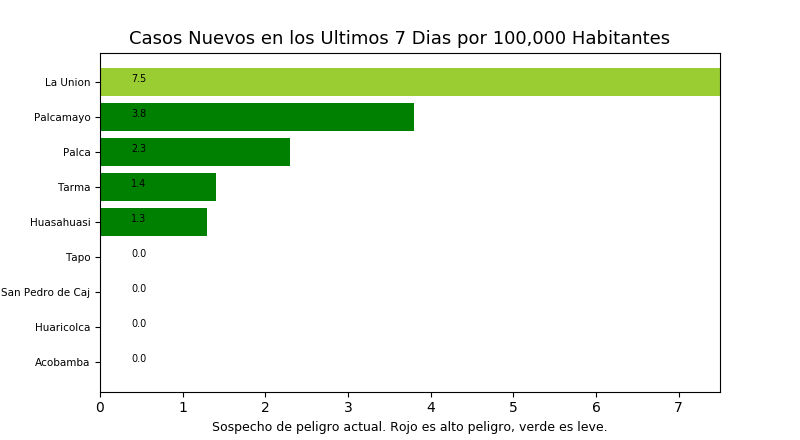 Casos Nuevos en los Ultimos 7 Dias por 100,000 Habitantes
La Union 7.5
Palcamayo 3.8
Palca 2.3
Tarma 1.4
Huasahuasi 1.3
Tapo 0.0
San Pedro de Caj 0.0
Huaricolca 0.0
Acobamba 0.0
0 1 2 3 4 5 6 7
Sospecho de peligro actual. Rojo es alto peligro, verde es leve.